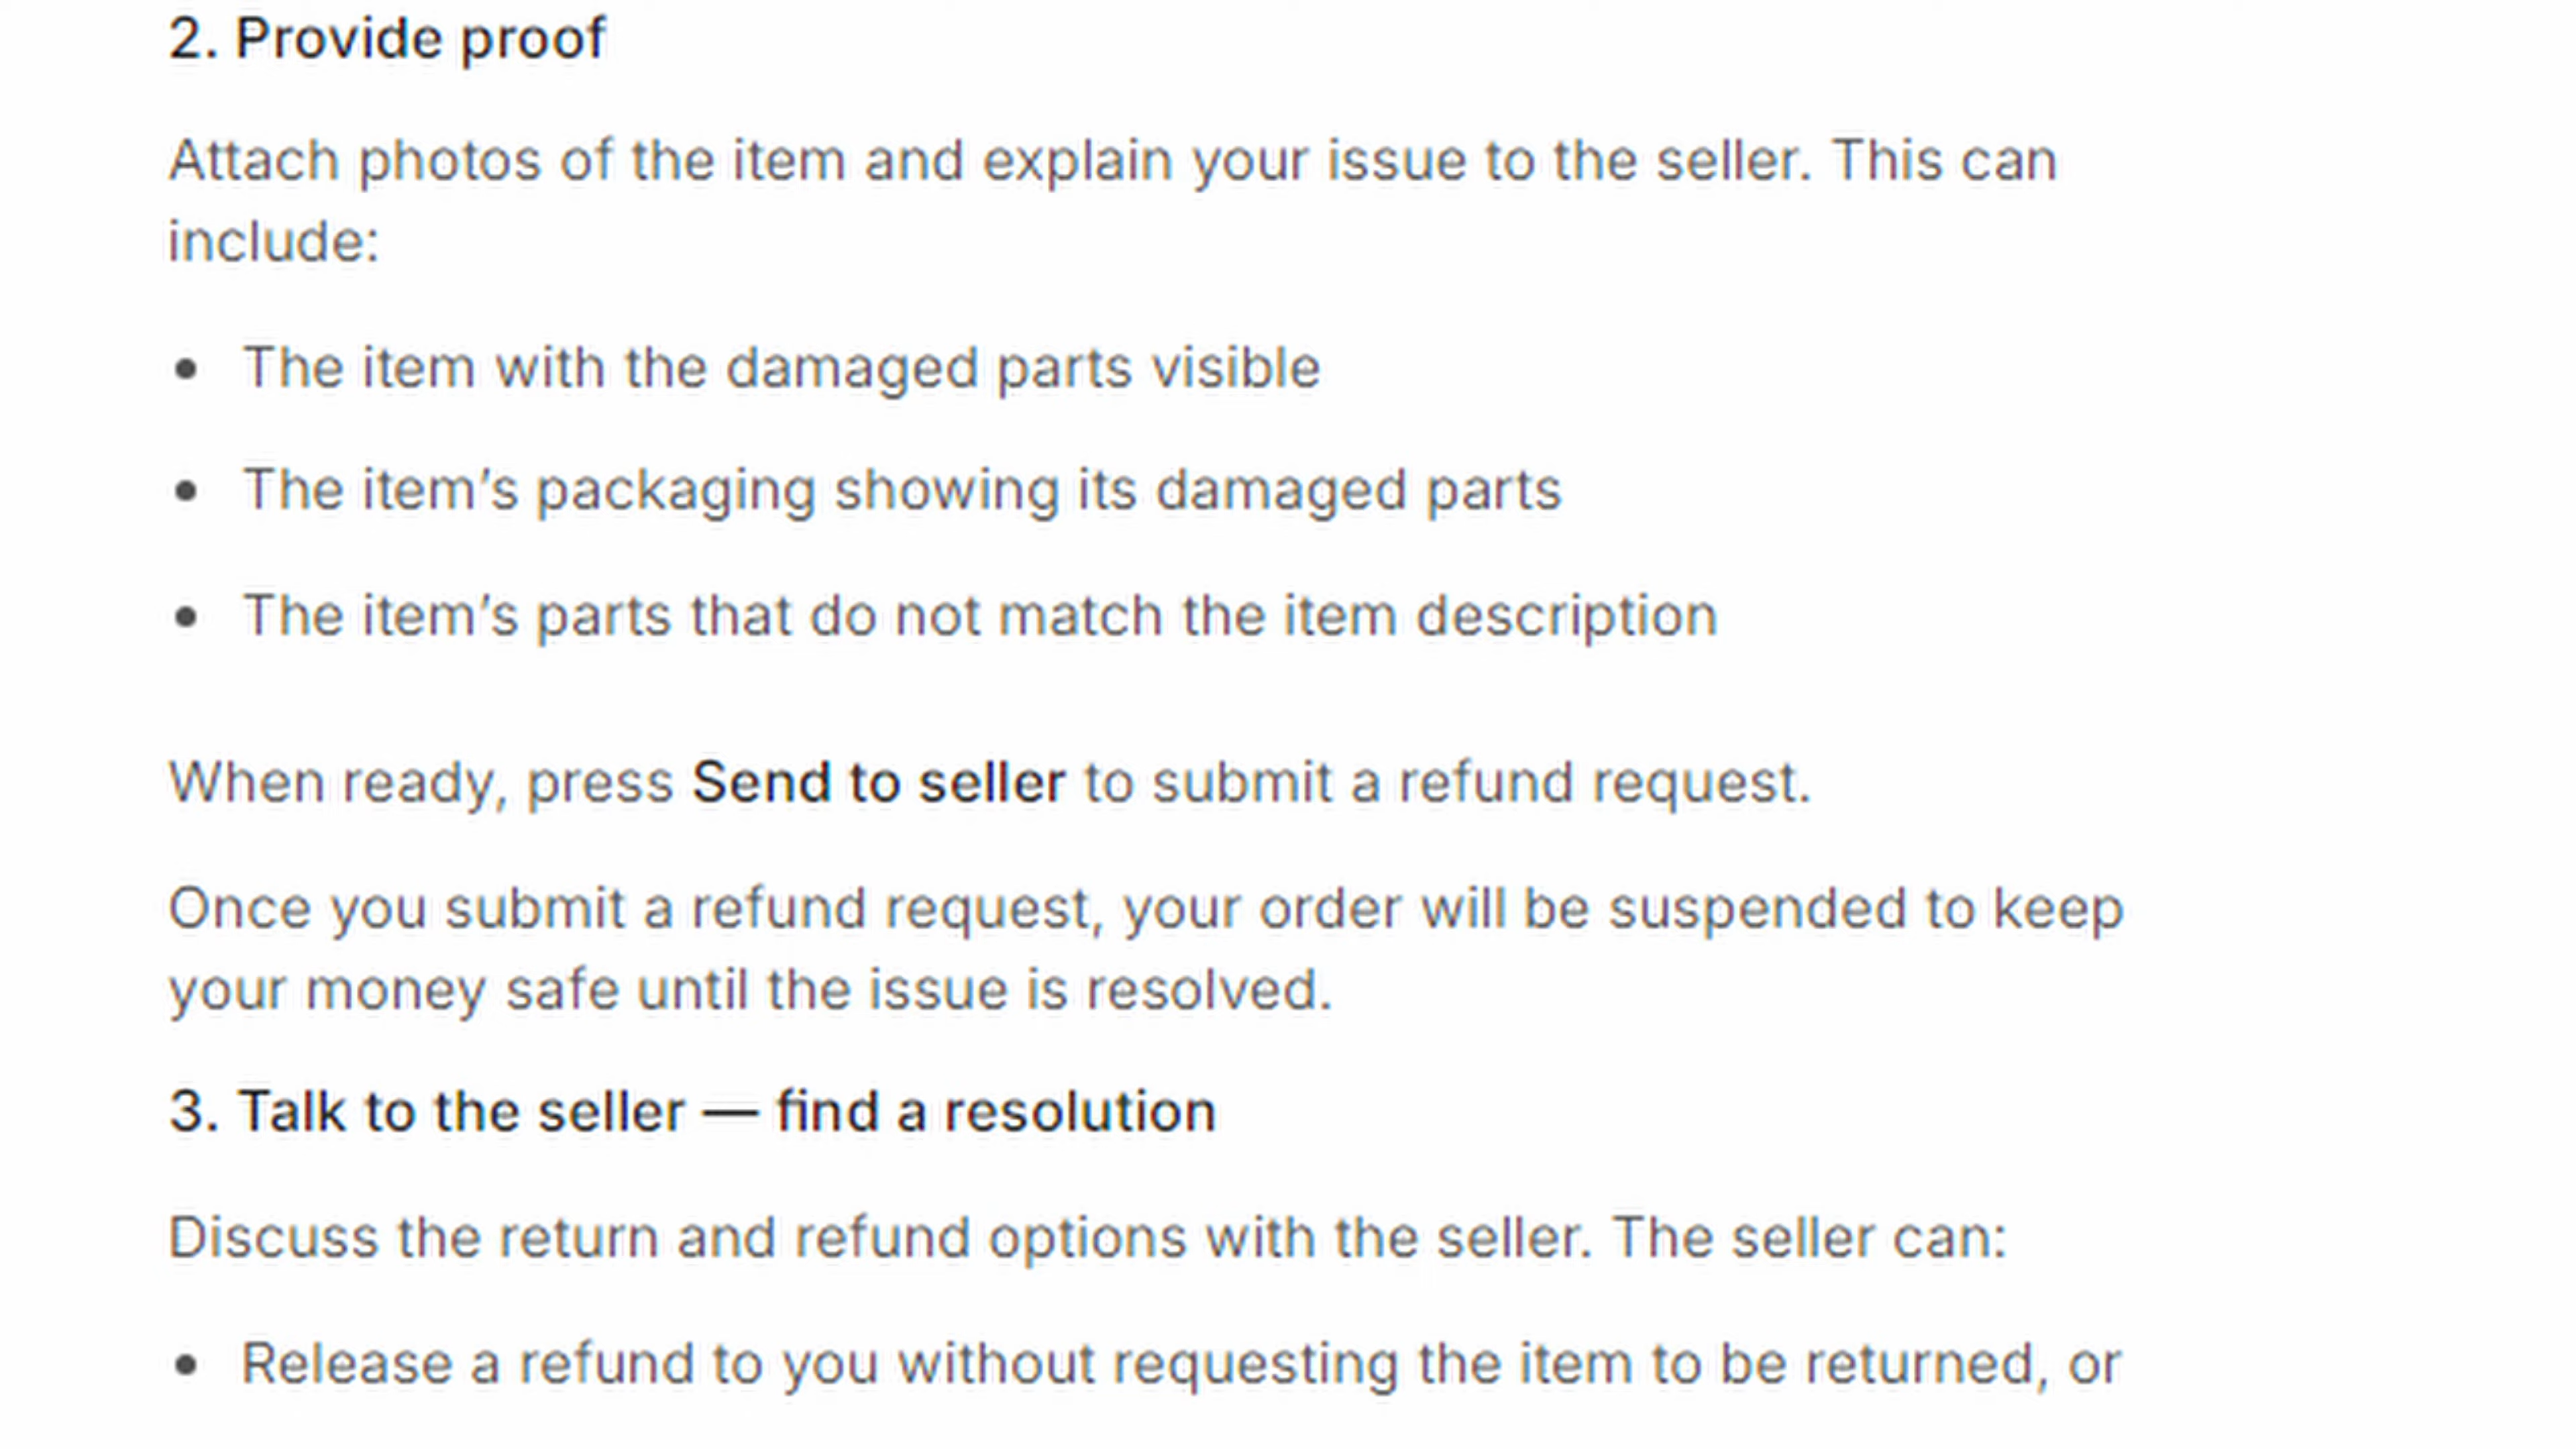 2. Provide proof
Attach photos of the item and explain your issue to the seller. This can
include:
• The item with the damaged parts visible
• The item’s packaging showing its damaged parts
• The item’s parts that do not match the item description
When ready, press Send to seller to submit a refund request.
Once you submit a refund request, your order will be suspended to keep
your money safe until the issue is resolved.
3. Talk to the seller — find a resolution
Discuss the return and refund options with the seller. The seller can:
• Release a refund to you without requesting the item to be returned, or